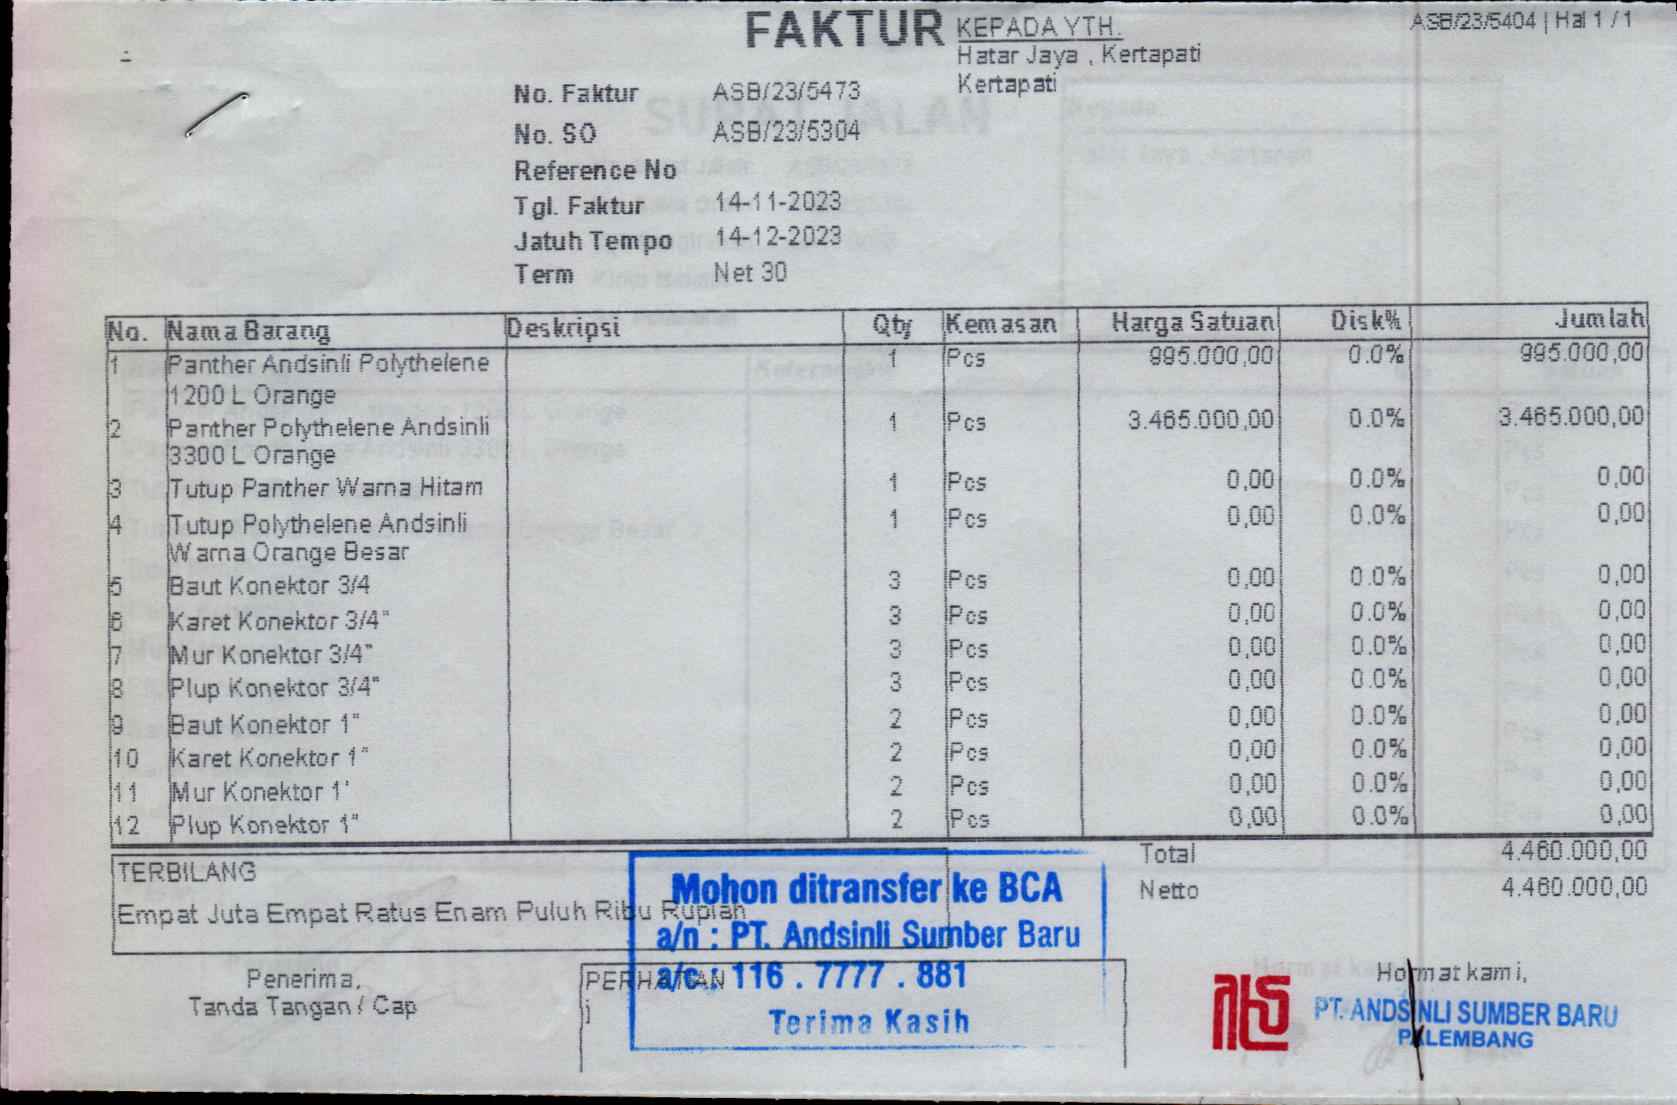 FAKTUR
KEPADA YTH.
Hatar Jaya , Kertapati
Kertapati
ASB/23/5404 | Hal 1 / 1
No. Faktur ASB/23/5473
No. SO ASB/23/5304
Reference No
Tgl. Faktur 14-11-2023
Jatuh Tempo 14-12-2023
Term Net 30
No. Nama Barang Deskripsi Qty Kemasan Harga Satuan Disk% Jumlah
1 Panther Andsinli Polythelene 1 Pcs 995.000,00 0.0% 995.000,00
1200 L Orange
2 Panther Polythelene Andsinli 1 Pcs 3.465.000,00 0.0% 3.465.000,00
3300 L Orange
3 Tutup Panther Warna Hitam 1 Pcs 0,00 0.0% 0,00
4 Tutup Polythelene Andsinli 1 Pcs 0,00 0.0% 0,00
Warna Orange Besar
5 Baut Konektor 3/4 3 Pcs 0,00 0.0% 0,00
6 Karet Konektor 3/4" 3 Pcs 0,00 0.0% 0,00
7 Mur Konektor 3/4" 3 Pcs 0,00 0.0% 0,00
8 Plup Konektor 3/4" 3 Pcs 0,00 0.0% 0,00
9 Baut Konektor 1" 2 Pcs 0,00 0.0% 0,00
10 Karet Konektor 1" 2 Pcs 0,00 0.0% 0,00
11 Mur Konektor 1' 2 Pcs 0,00 0.0% 0,00
12 Plup Konektor 1" 2 Pcs 0,00 0.0% 0,00
Total 4.460.000,00
Netto 4.460.000,00
TERBILANG
Empat Juta Empat Ratus Enam Puluh Ribu Rupiah
Mohon ditransfer ke BCA
a/n : PT. Andsinli Sumber Baru
a/c : 116 . 7777 . 881
Terima Kasih
Penerima,
Tanda Tangan / Cap
PERHATIAN
Hormat kami,
PT. ANDSINLI SUMBER BARU
PALEMBANG